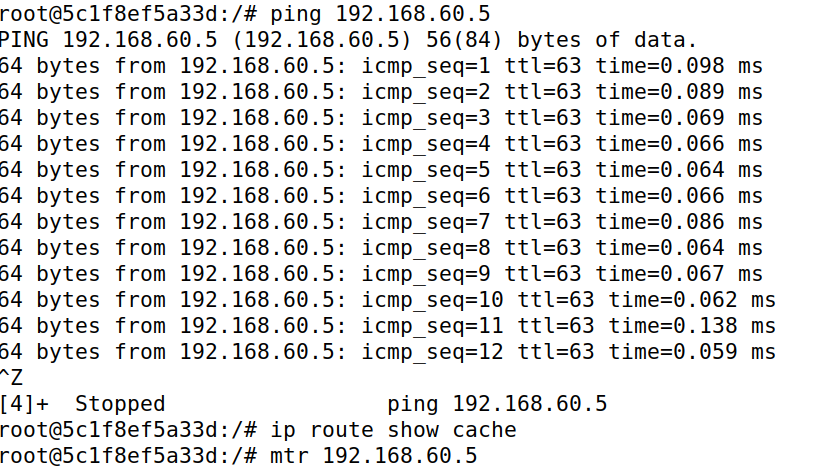 root@5c1f8ef5a33d:/# ping 192.168.60.5
PING 192.168.60.5 (192.168.60.5) 56(84) bytes of data.
64 bytes from 192.168.60.5: icmp_seq=1 ttl=63 time=0.098 ms
64 bytes from 192.168.60.5: icmp_seq=2 ttl=63 time=0.089 ms
64 bytes from 192.168.60.5: icmp_seq=3 ttl=63 time=0.069 ms
64 bytes from 192.168.60.5: icmp_seq=4 ttl=63 time=0.066 ms
64 bytes from 192.168.60.5: icmp_seq=5 ttl=63 time=0.064 ms
64 bytes from 192.168.60.5: icmp_seq=6 ttl=63 time=0.066 ms
64 bytes from 192.168.60.5: icmp_seq=7 ttl=63 time=0.086 ms
64 bytes from 192.168.60.5: icmp_seq=8 ttl=63 time=0.064 ms
64 bytes from 192.168.60.5: icmp_seq=9 ttl=63 time=0.067 ms
64 bytes from 192.168.60.5: icmp_seq=10 ttl=63 time=0.062 ms
64 bytes from 192.168.60.5: icmp_seq=11 ttl=63 time=0.138 ms
64 bytes from 192.168.60.5: icmp_seq=12 ttl=63 time=0.059 ms
^Z
[4]+  Stopped                 ping 192.168.60.5
root@5c1f8ef5a33d:/# ip route show cache
root@5c1f8ef5a33d:/# mtr 192.168.60.5